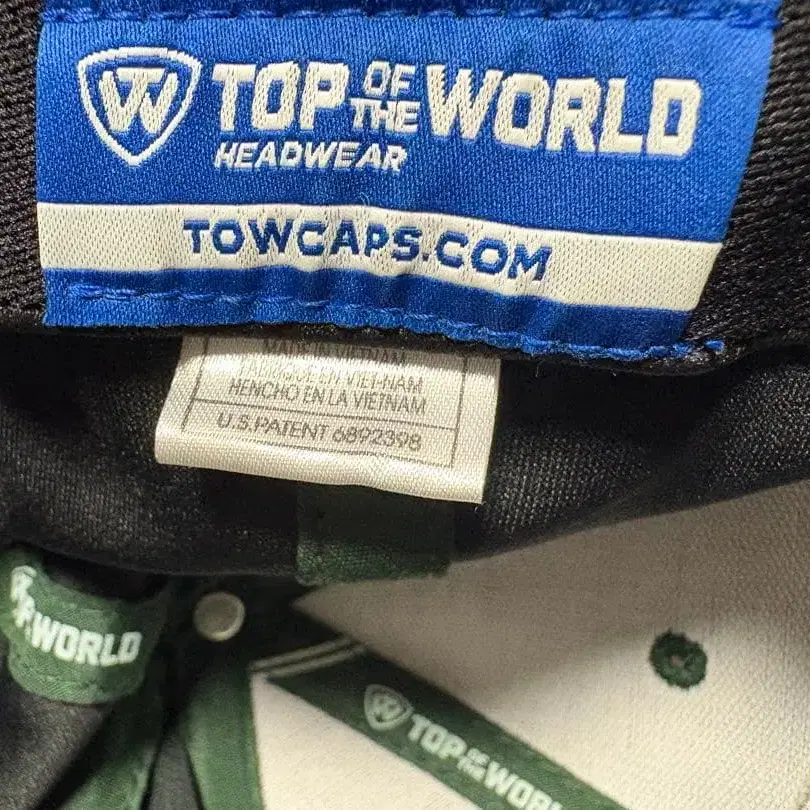 W TOP OF THE WORLD
HEADWEAR
TOWCAPS.COM
MADE IN VIETNAM
FABRIQUE EN VIET-NAM
HENCHO EN LA VIETNAM
U.S.PATENT 6892398
WORLD
W TOP OF THE WORL